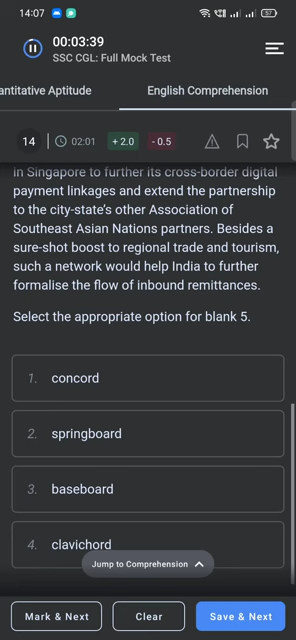 14:07
57
00:03:39
SSC CGL: Full Mock Test
antitative Aptitude
English Comprehension
14
02:01
+ 2.0
- 0.5
in Singapore to further its cross-border digital
payment linkages and extend the partnership
to the city-state's other Association of
Southeast Asian Nations partners. Besides a
sure-shot boost to regional trade and tourism,
such a network would help India to further
formalise the flow of inbound remittances.
Select the appropriate option for blank 5.
1. concord
2. springboard
3. baseboard
4. clavichord
Jump to Comprehension
Mark & Next
Clear
Save & Next